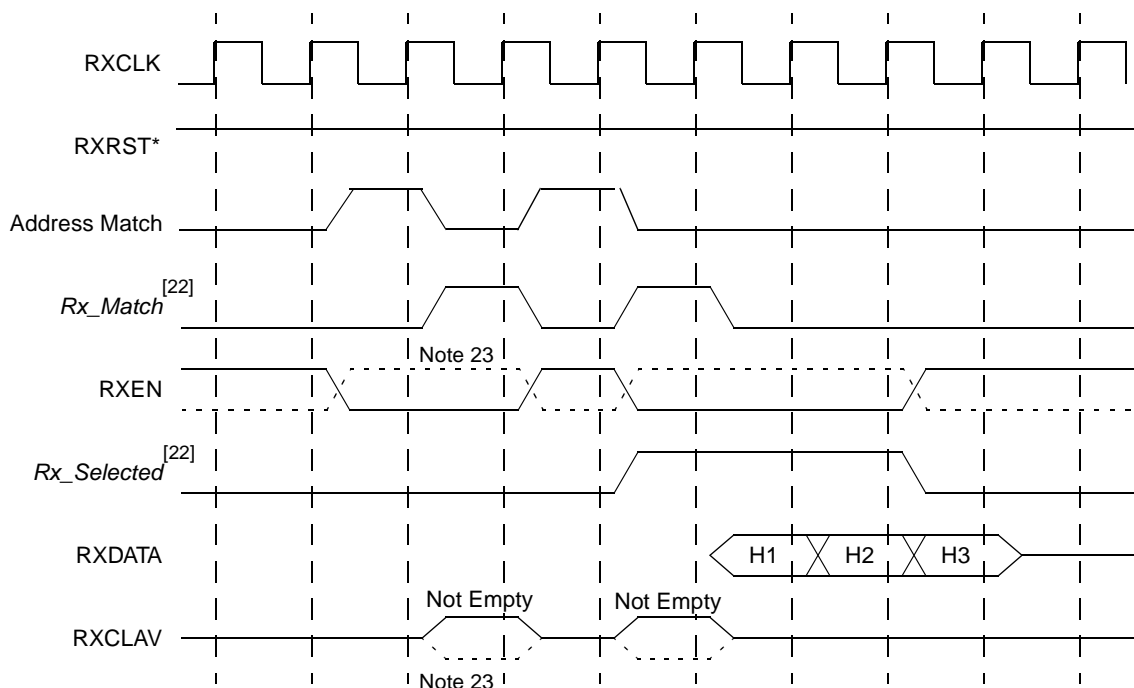 RXCLK
RXRST*
Address Match
Rx_Match[22]
Note 23
RXEN
Rx_Selected[22]
RXDATA
H1
H2
H3
Not Empty
Not Empty
RXCLAV
Note 23